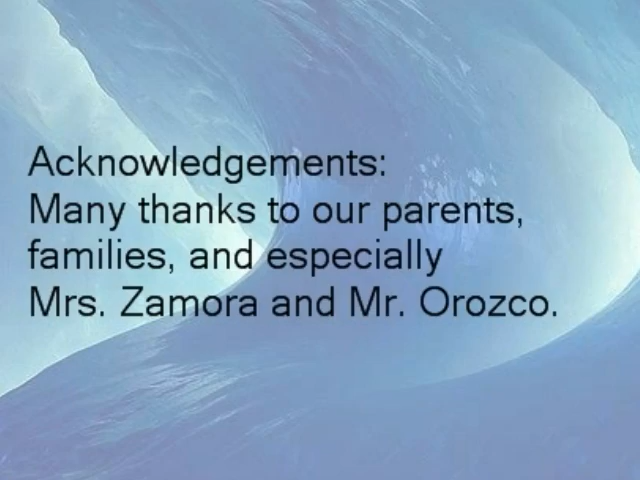 Acknowledgements:
Many thanks to our parents,
families, and especially
Mrs. Zamora and Mr. Orozco.